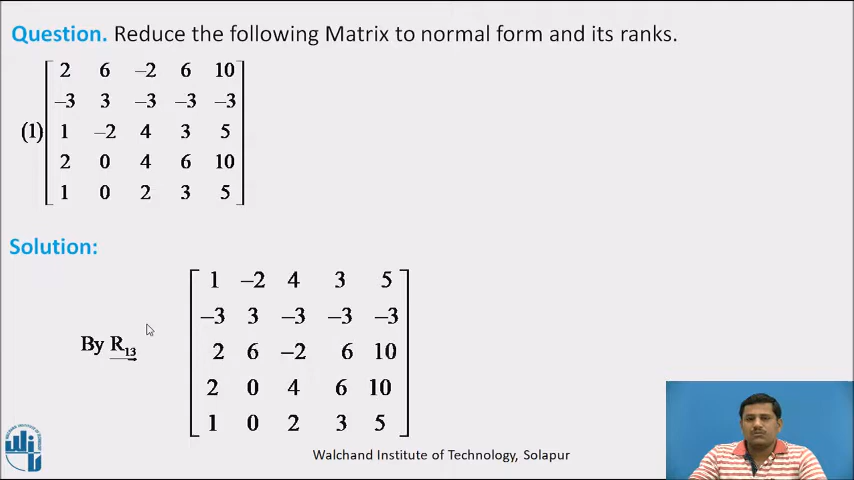 Question. Reduce the following Matrix to normal form and its ranks.
2 6 –2 6 10
–3 3 –3 –3 –3
(1) 1 –2 4 3 5
2 0 4 6 10
1 0 2 3 5
Solution:
1 –2 4 3 5
–3 3 –3 –3 –3
By R13 2 6 –2 6 10
2 0 4 6 10
1 0 2 3 5
Walchand Institute of Technology, Solapur